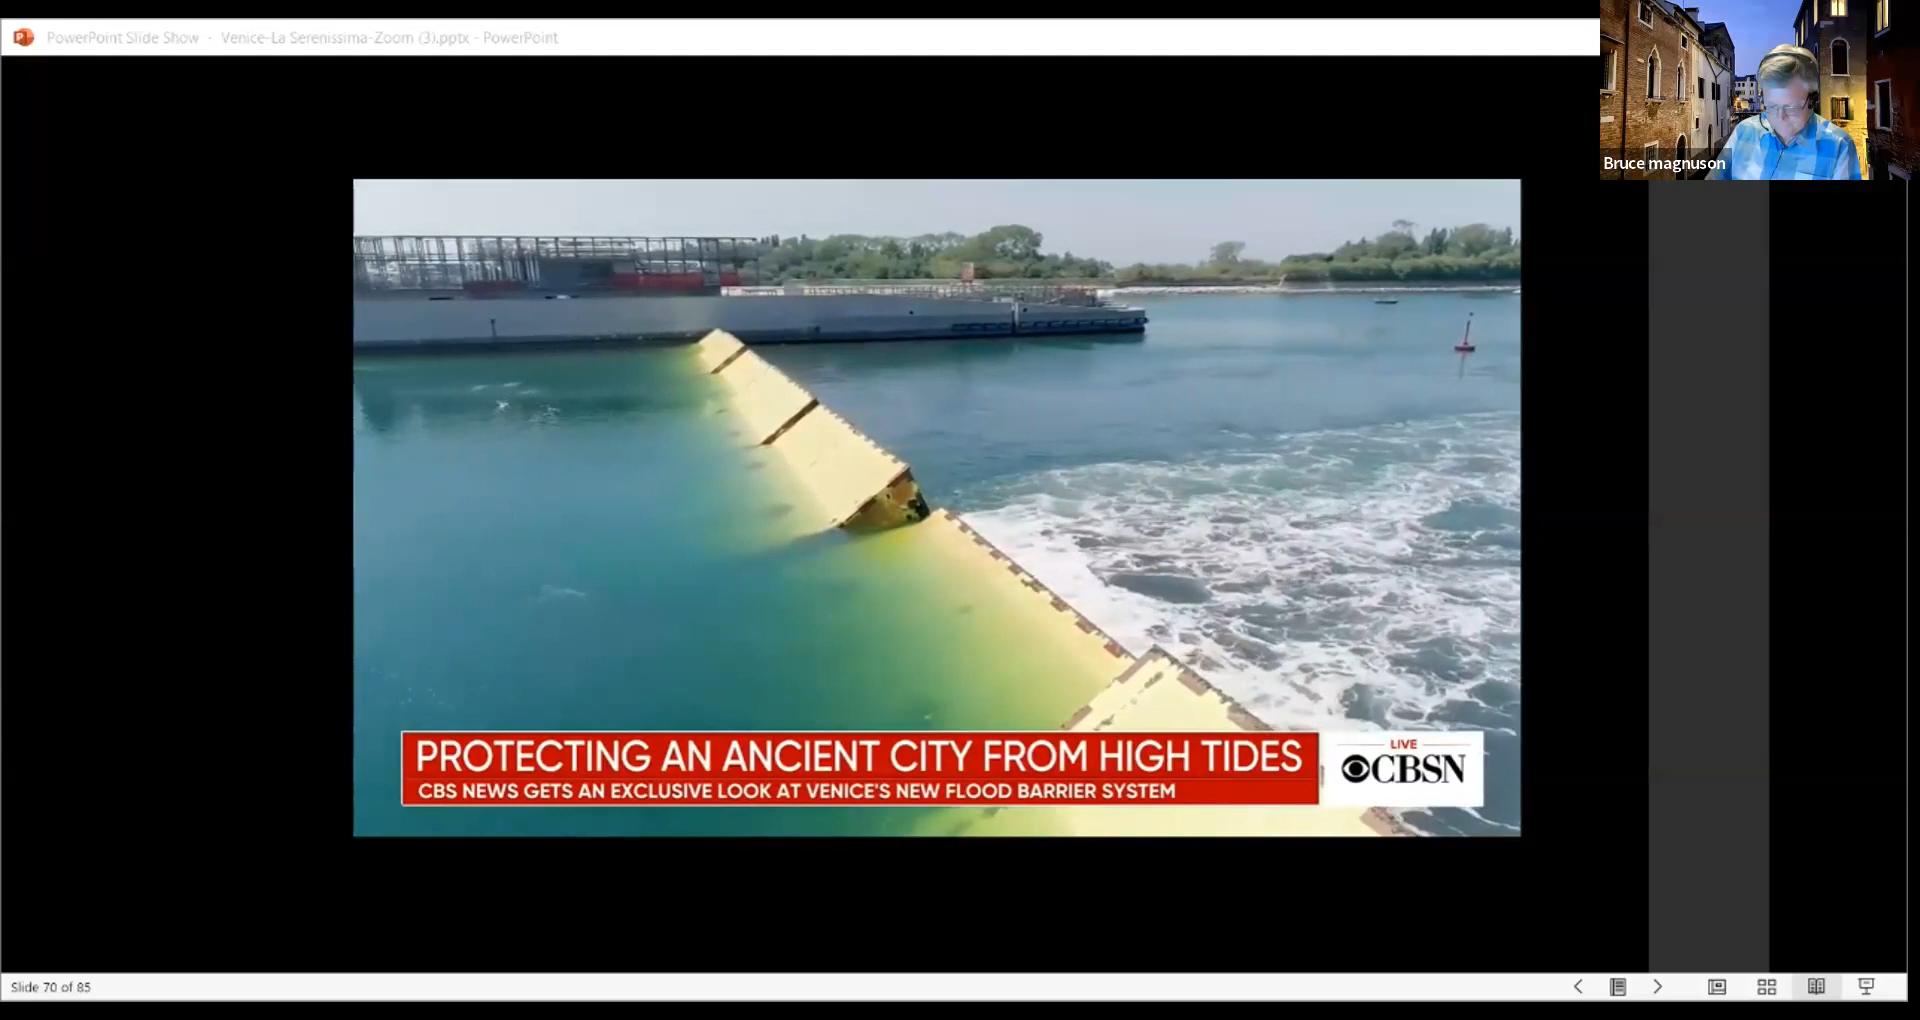 PowerPoint Slide Show - Venice-La Serenissima-Zoom (3).pptx - PowerPoint
Bruce magnuson
PROTECTING AN ANCIENT CITY FROM HIGH TIDES
CBS NEWS GETS AN EXCLUSIVE LOOK AT VENICE'S NEW FLOOD BARRIER SYSTEM
LIVE
CBSN
Slide 70 of 85